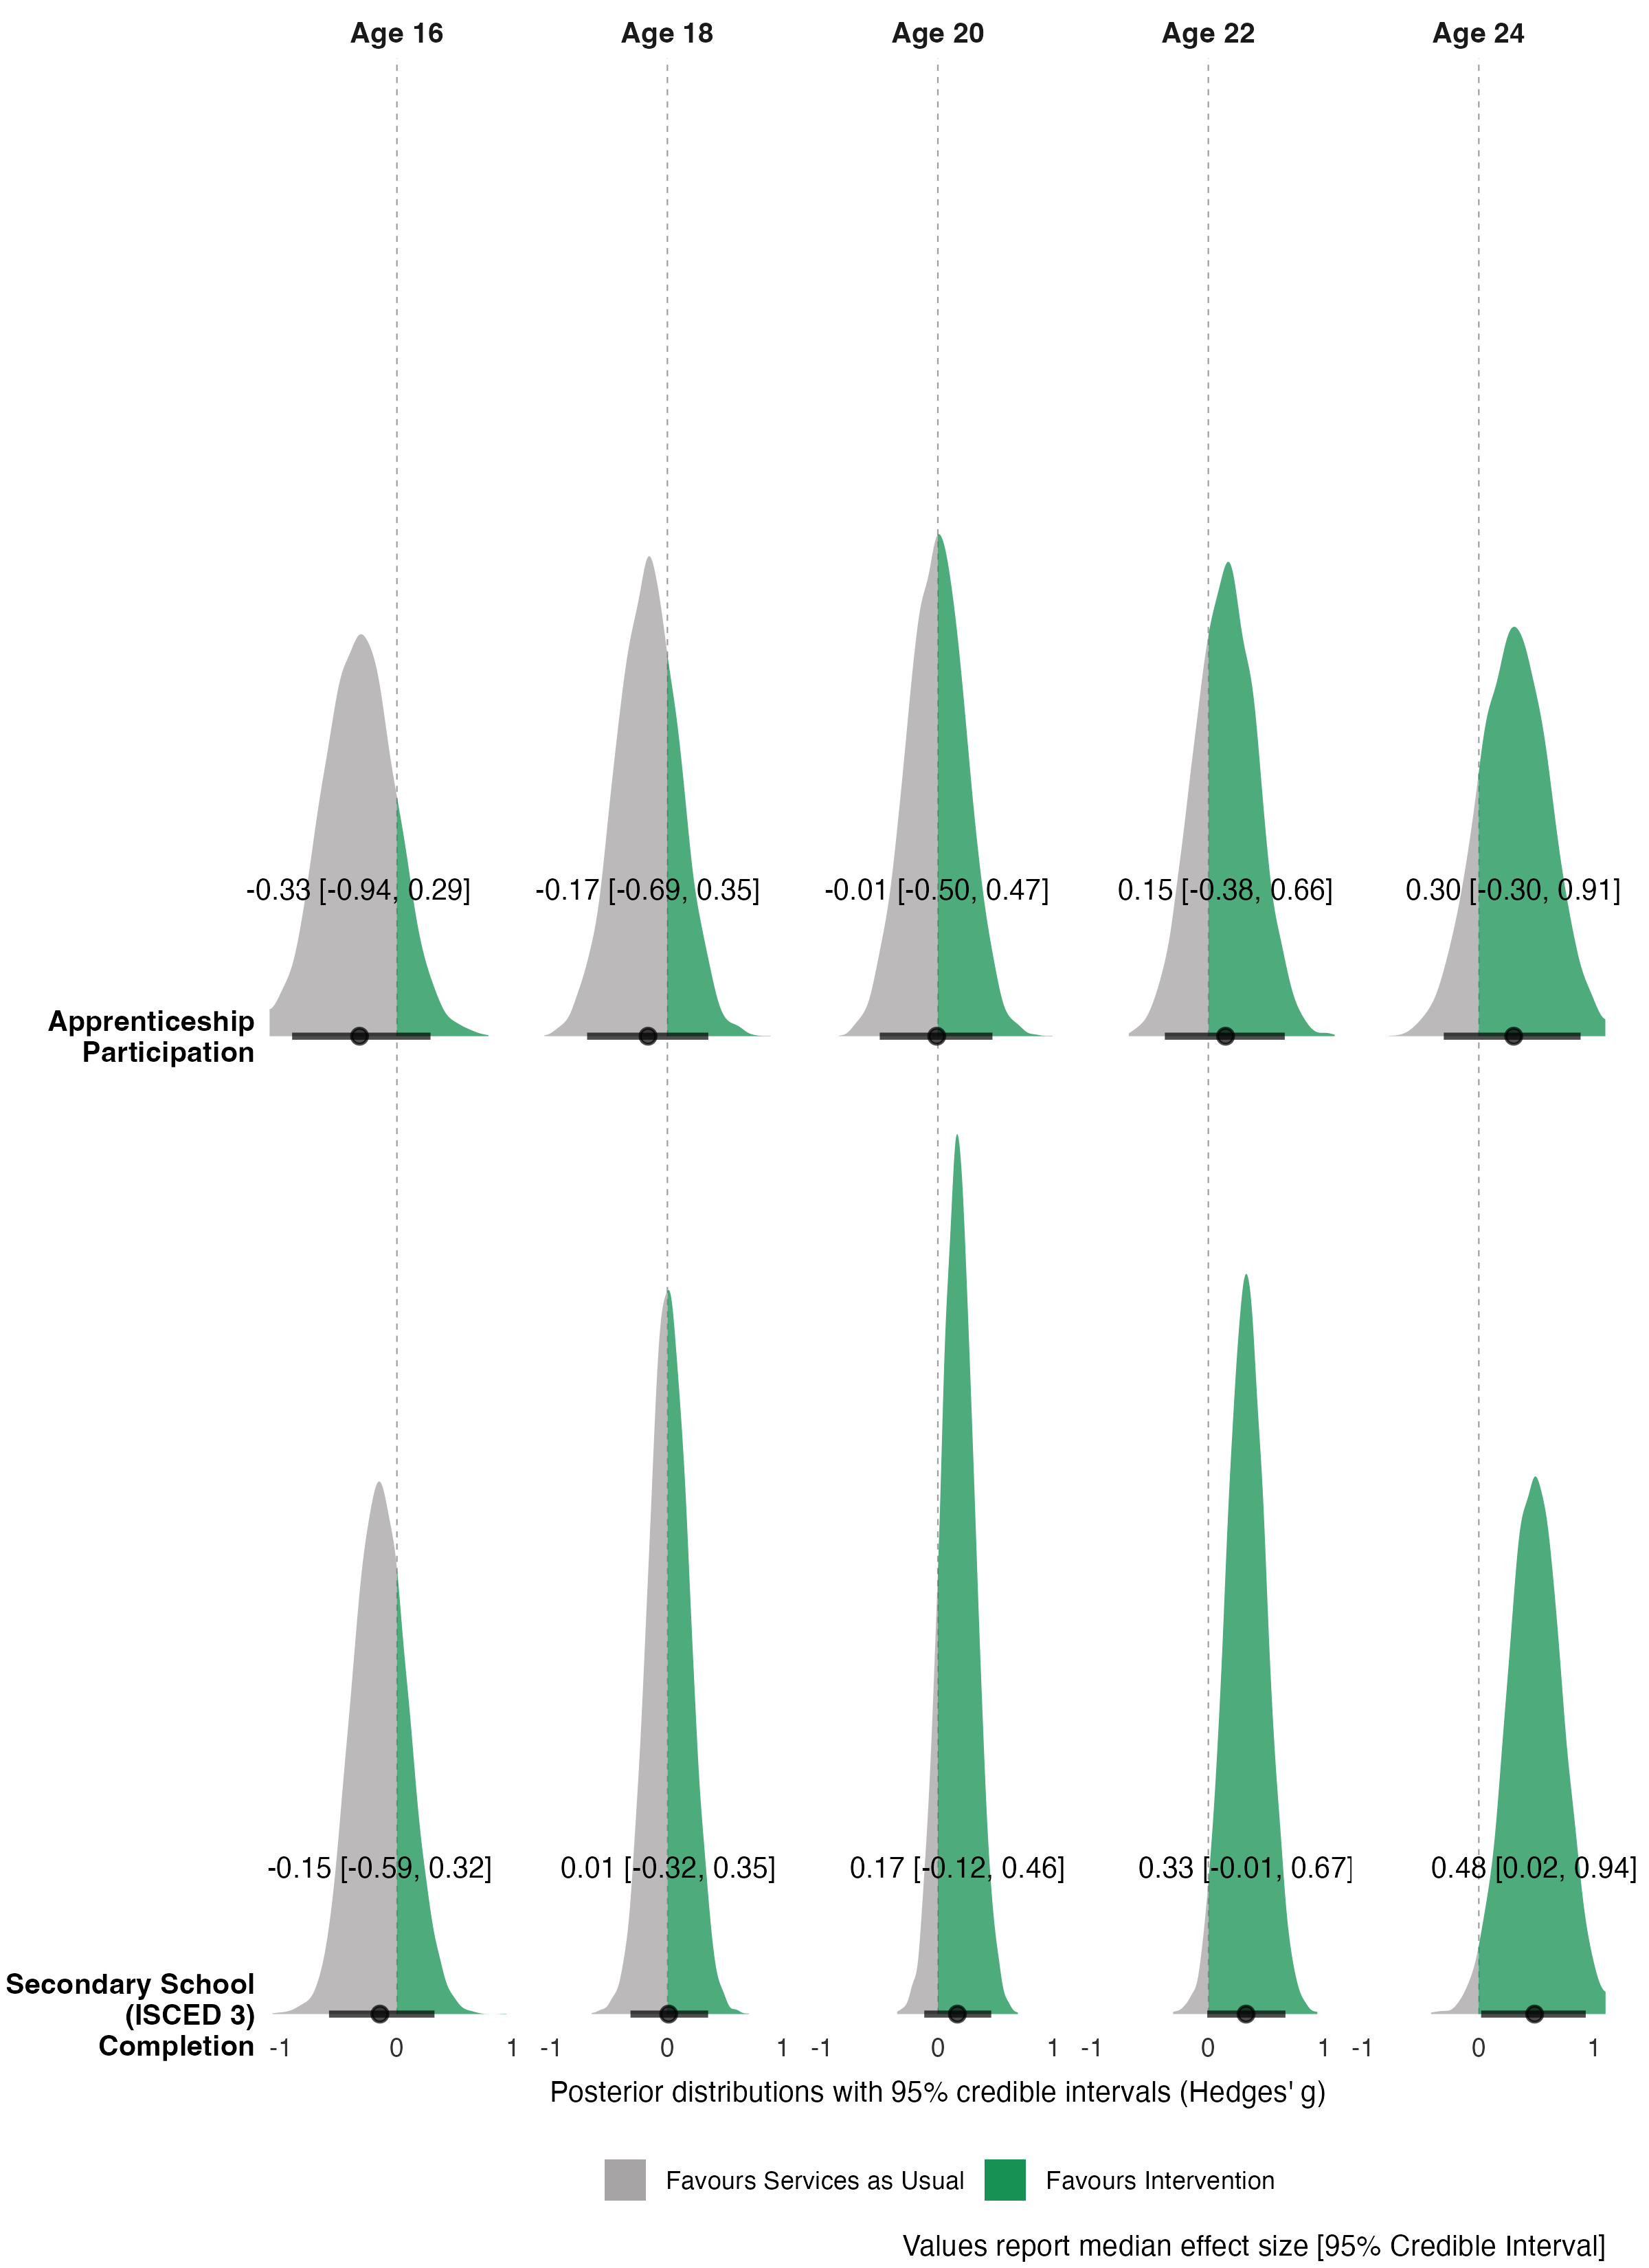 Age 16 Age 18 Age 20 Age 22 Age 24
-0.33 [-0.94, 0.29] -0.17 [-0.69, 0.35] -0.01 [-0.50, 0.47] 0.15 [-0.38, 0.66] 0.30 [-0.30, 0.91]
Apprenticeship
Participation
-0.15 [-0.59, 0.32] 0.01 [-0.32, 0.35] 0.17 [-0.12, 0.46] 0.33 [-0.01, 0.67] 0.48 [0.02, 0.94]
Secondary School
(ISCED 3)
Completion
-1 0 1 -1 0 1 -1 0 1 -1 0 1 -1 0 1
Posterior distributions with 95% credible intervals (Hedges' g)
Favours Services as Usual Favours Intervention
Values report median effect size [95% Credible Interval]